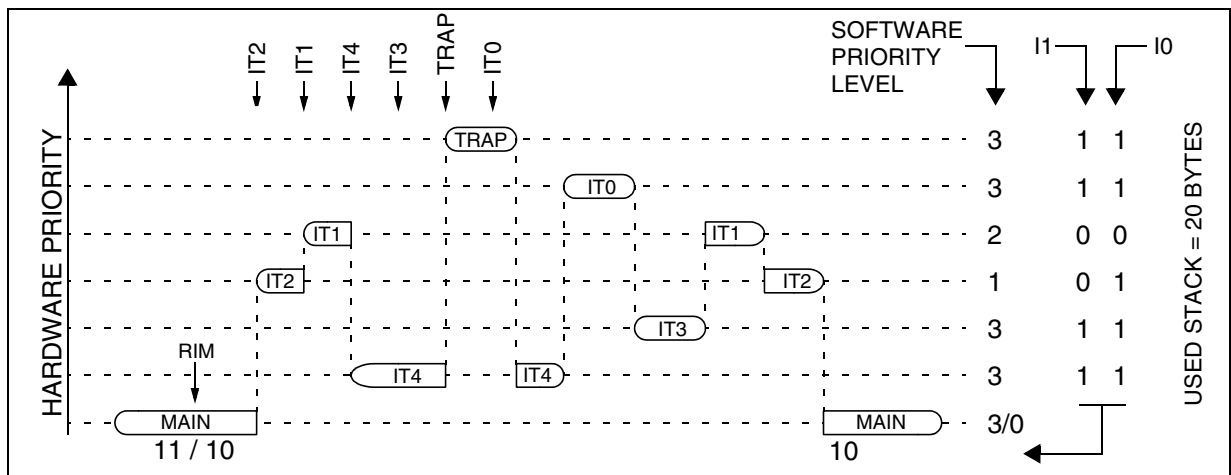 IT2
IT1
IT4
IT3
TRAP
IT0
SOFTWARE
PRIORITY
LEVEL
I1
I0
HARDWARE PRIORITY
USED STACK = 20 BYTES
TRAP
3
1 1
IT0
3
1 1
IT1
IT1
2
0 0
IT2
IT2
1
0 1
IT3
3
1 1
RIM
IT4
IT4
3
1 1
MAIN
MAIN
3/0
11 / 10
10